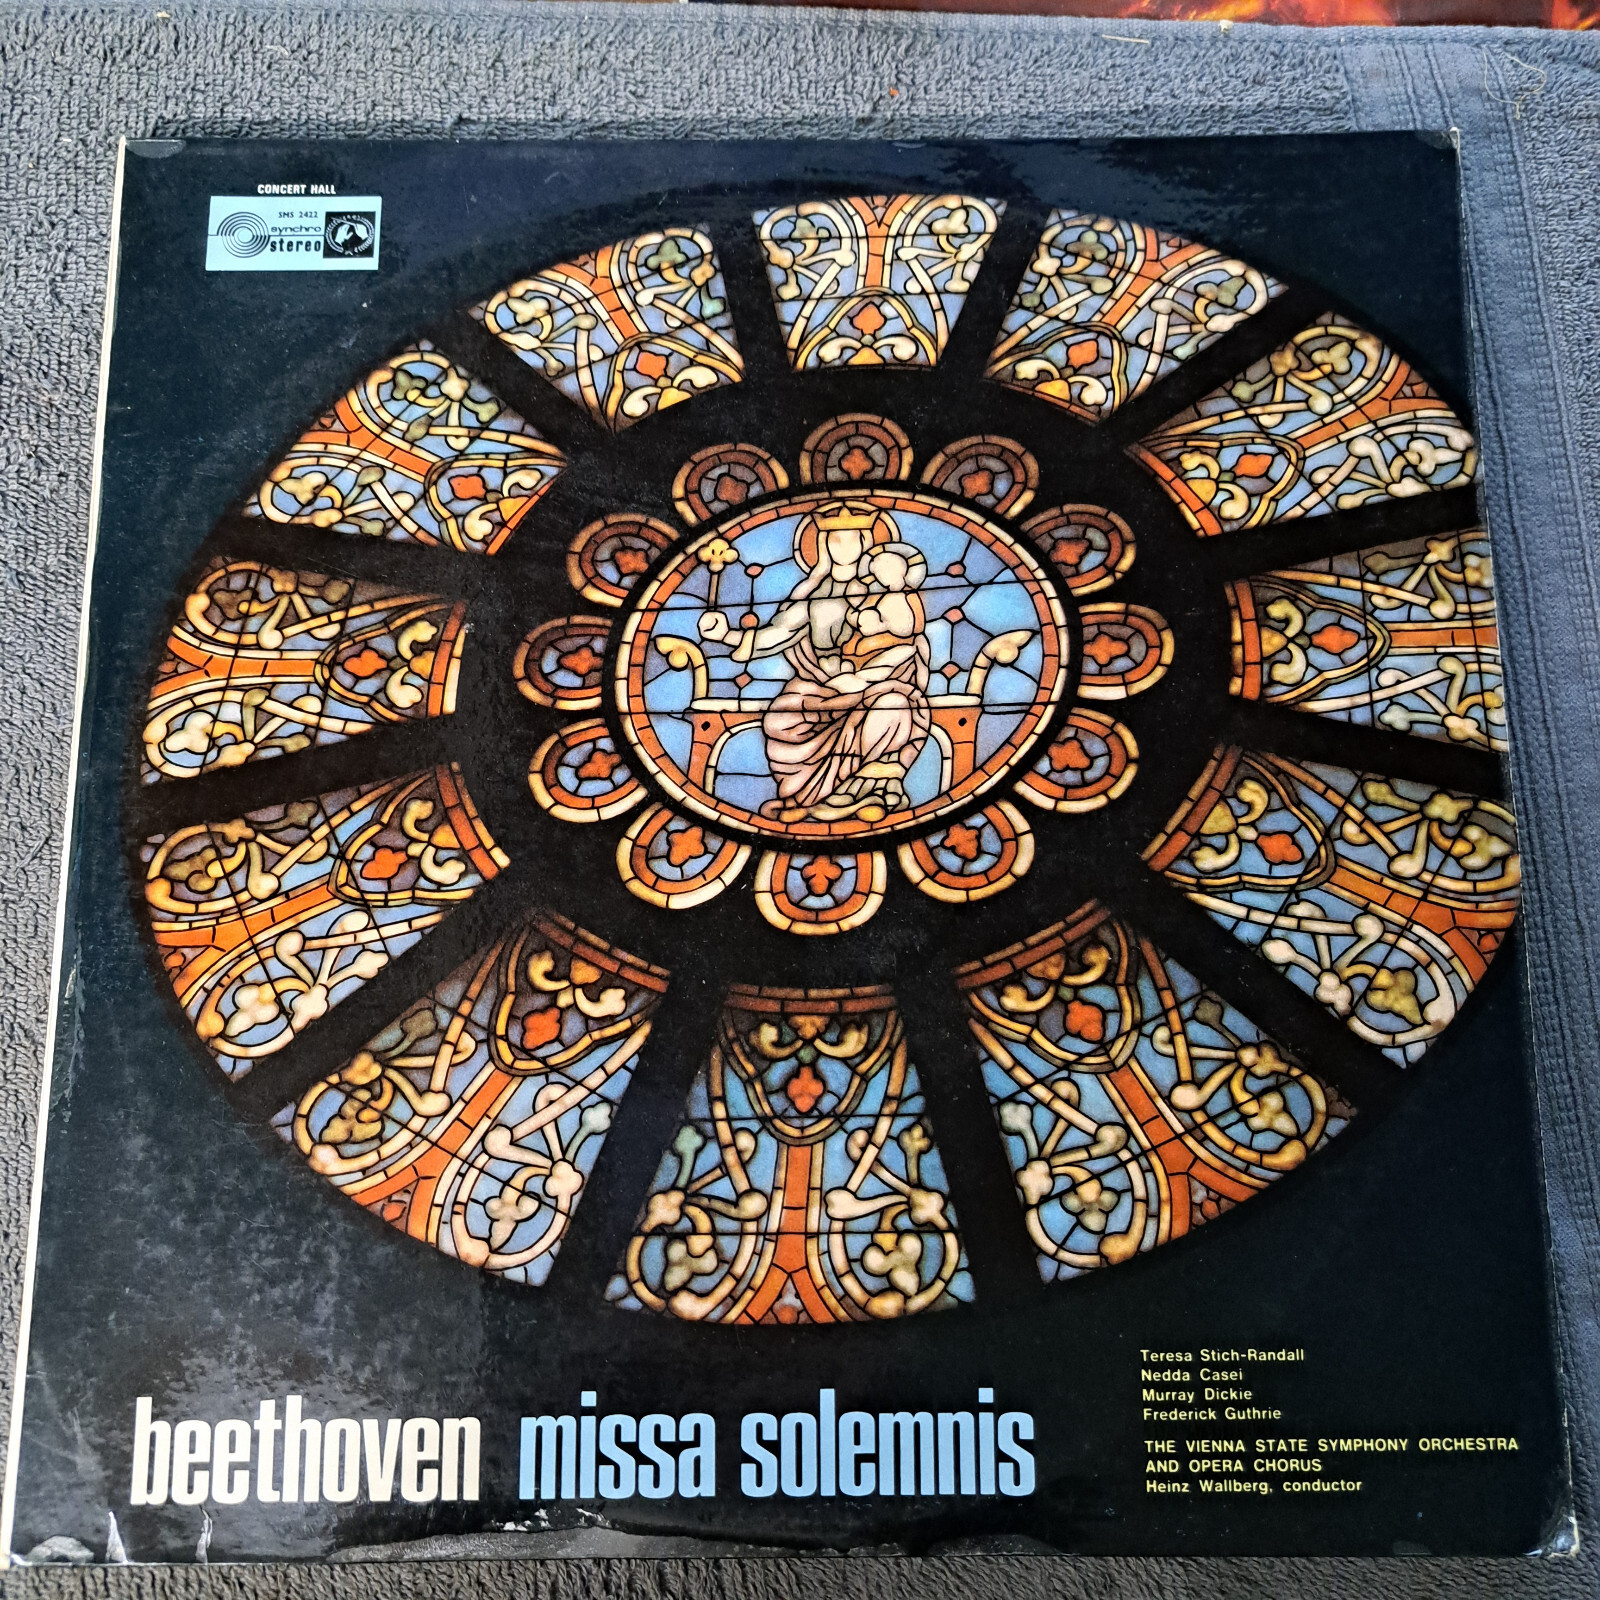 CONCERT HALL
SMS 2422
synchro
stereo
beethoven missa solemnis
Teresa Stich-Randall
Nedda Casei
Murray Dickie
Frederick Guthrie
THE VIENNA STATE SYMPHONY ORCHESTRA
AND OPERA CHORUS
Heinz Wallberg, conductor